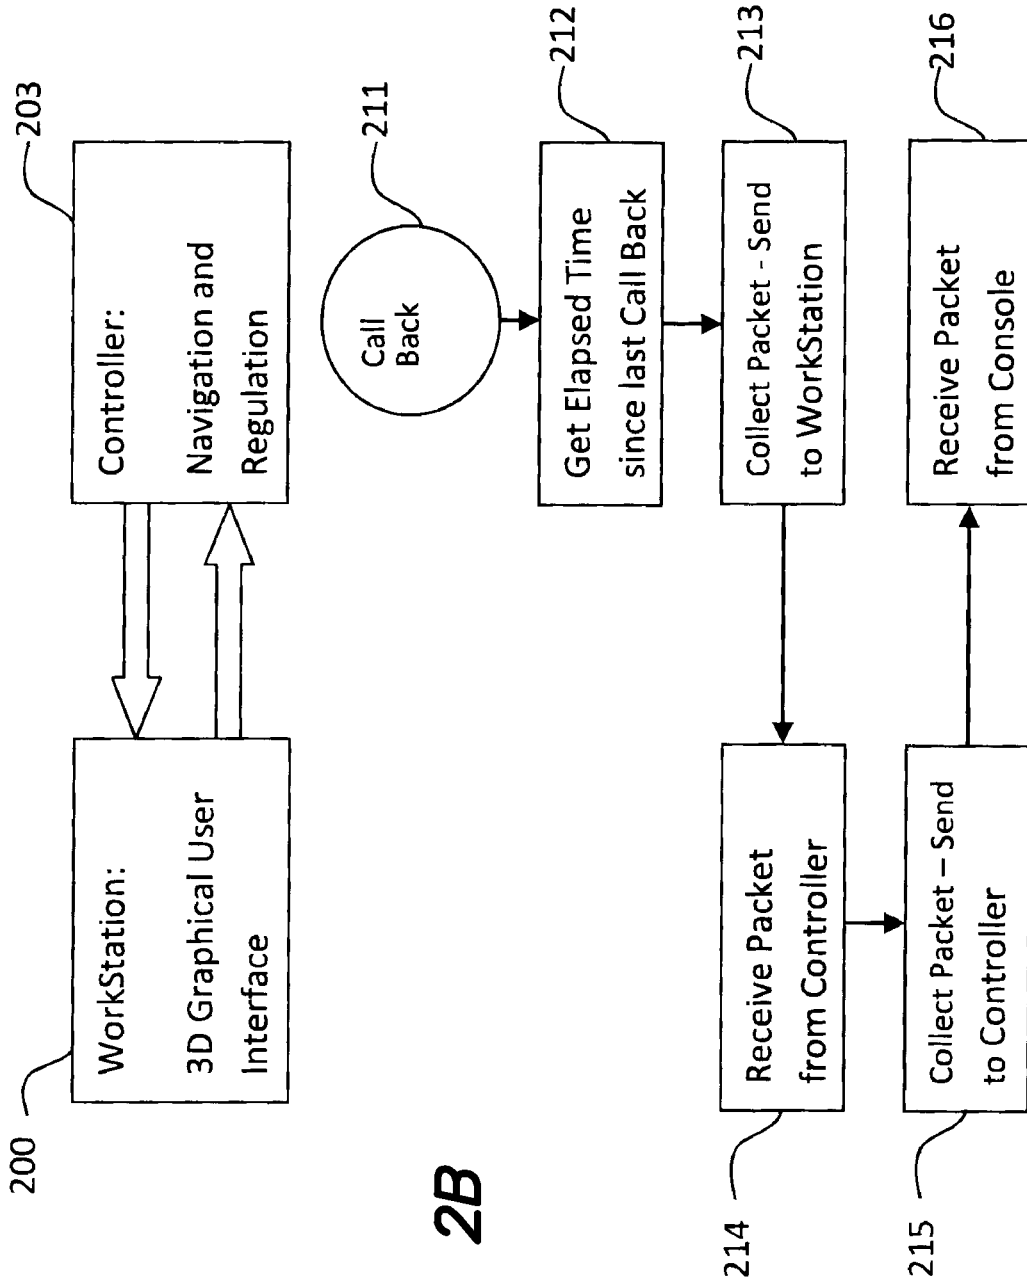 200
WorkStation:
3D Graphical User
Interface
203
Controller:
Navigation and
Regulation
211
Call
Back
212
Get Elapsed Time
since last Call Back
213
Collect Packet - Send
to WorkStation
214
Receive Packet
from Controller
215
Collect Packet – Send
to Controller
216
Receive Packet
from Console
2B